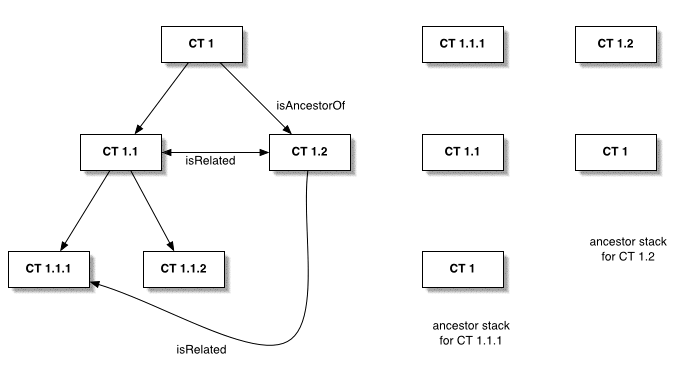 CT 1
CT 1.1.1
CT 1.2
isAncestorOf
CT 1.1
isRelated
CT 1.2
CT 1.1
CT 1
ancestor stack
for CT 1.2
CT 1.1.1
CT 1.1.2
CT 1
ancestor stack
for CT 1.1.1
isRelated